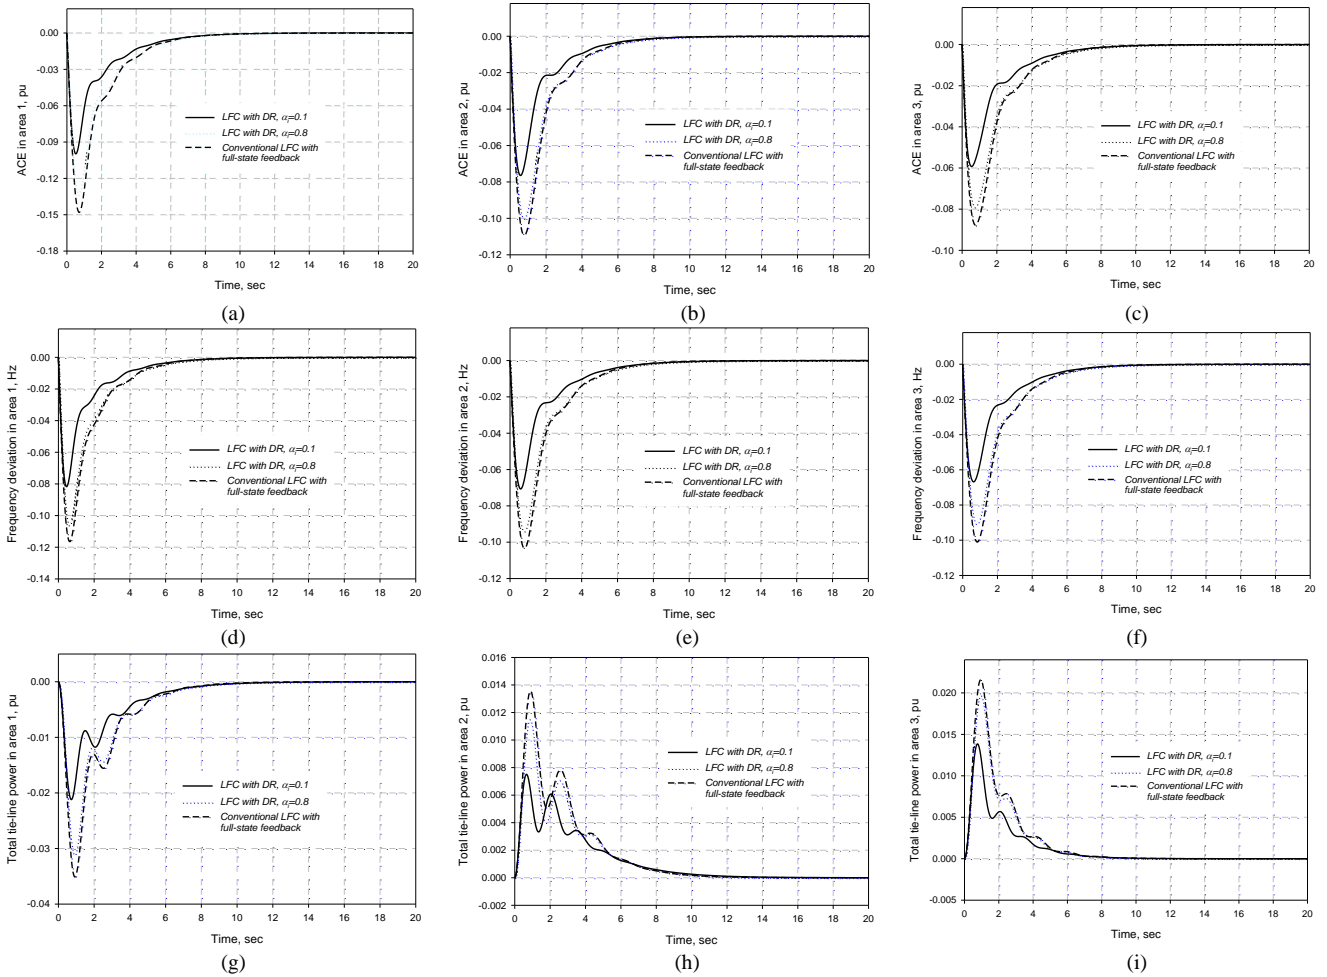 0.00
-0.03
-0.06
-0.09
-0.12
-0.15
-0.18
ACE in area 1, pu
LFC with DR, αᵢ=0.1
LFC with DR, αᵢ=0.8
Conventional LFC with
full-state feedback
0 2 4 6 8 10 12 14 16 18 20
Time, sec
(a)
0.00
-0.02
-0.04
-0.06
-0.08
-0.10
-0.12
ACE in area 2, pu
LFC with DR, αᵢ=0.1
LFC with DR, αᵢ=0.8
Conventional LFC with
full-state feedback
0 2 4 6 8 10 12 14 16 18 20
Time, sec
(b)
0.00
-0.02
-0.04
-0.06
-0.08
-0.10
ACE in area 3, pu
LFC with DR, αᵢ=0.1
LFC with DR, αᵢ=0.8
Conventional LFC with
full-state feedback
0 2 4 6 8 10 12 14 16 18 20
Time, sec
(c)
0.00
-0.02
-0.04
-0.06
-0.08
-0.10
-0.12
-0.14
Frequency deviation in area 1, Hz
LFC with DR, αᵢ=0.1
LFC with DR, αᵢ=0.8
Conventional LFC with
full-state feedback
0 2 4 6 8 10 12 14 16 18 20
Time, sec
(d)
0.00
-0.02
-0.04
-0.06
-0.08
-0.10
-0.12
Frequency deviation in area 2, Hz
LFC with DR, αᵢ=0.1
LFC with DR, αᵢ=0.8
Conventional LFC with
full-state feedback
0 2 4 6 8 10 12 14 16 18 20
Time, sec
(e)
0.00
-0.02
-0.04
-0.06
-0.08
-0.10
-0.12
Frequency deviation in area 3, Hz
LFC with DR, αᵢ=0.1
LFC with DR, αᵢ=0.8
Conventional LFC with
full-state feedback
0 2 4 6 8 10 12 14 16 18 20
Time, sec
(f)
0.00
-0.01
-0.02
-0.03
-0.04
Total tie-line power in area 1, pu
LFC with DR, αᵢ=0.1
LFC with DR, αᵢ=0.8
Conventional LFC with
full-state feedback
0 2 4 6 8 10 12 14 16 18 20
Time, sec
(g)
0.016
0.014
0.012
0.010
0.008
0.006
0.004
0.002
0.000
-0.002
Total tie-line power in area 2, pu
LFC with DR, αᵢ=0.1
LFC with DR, αᵢ=0.8
Conventional LFC with
full-state feedback
0 2 4 6 8 10 12 14 16 18 20
Time, sec
(h)
0.020
0.015
0.010
0.005
0.000
-0.005
Total tie-line power in area 3, pu
LFC with DR, αᵢ=0.1
LFC with DR, αᵢ=0.8
Conventional LFC with
full-state feedback
0 2 4 6 8 10 12 14 16 18 20
Time, sec
(i)